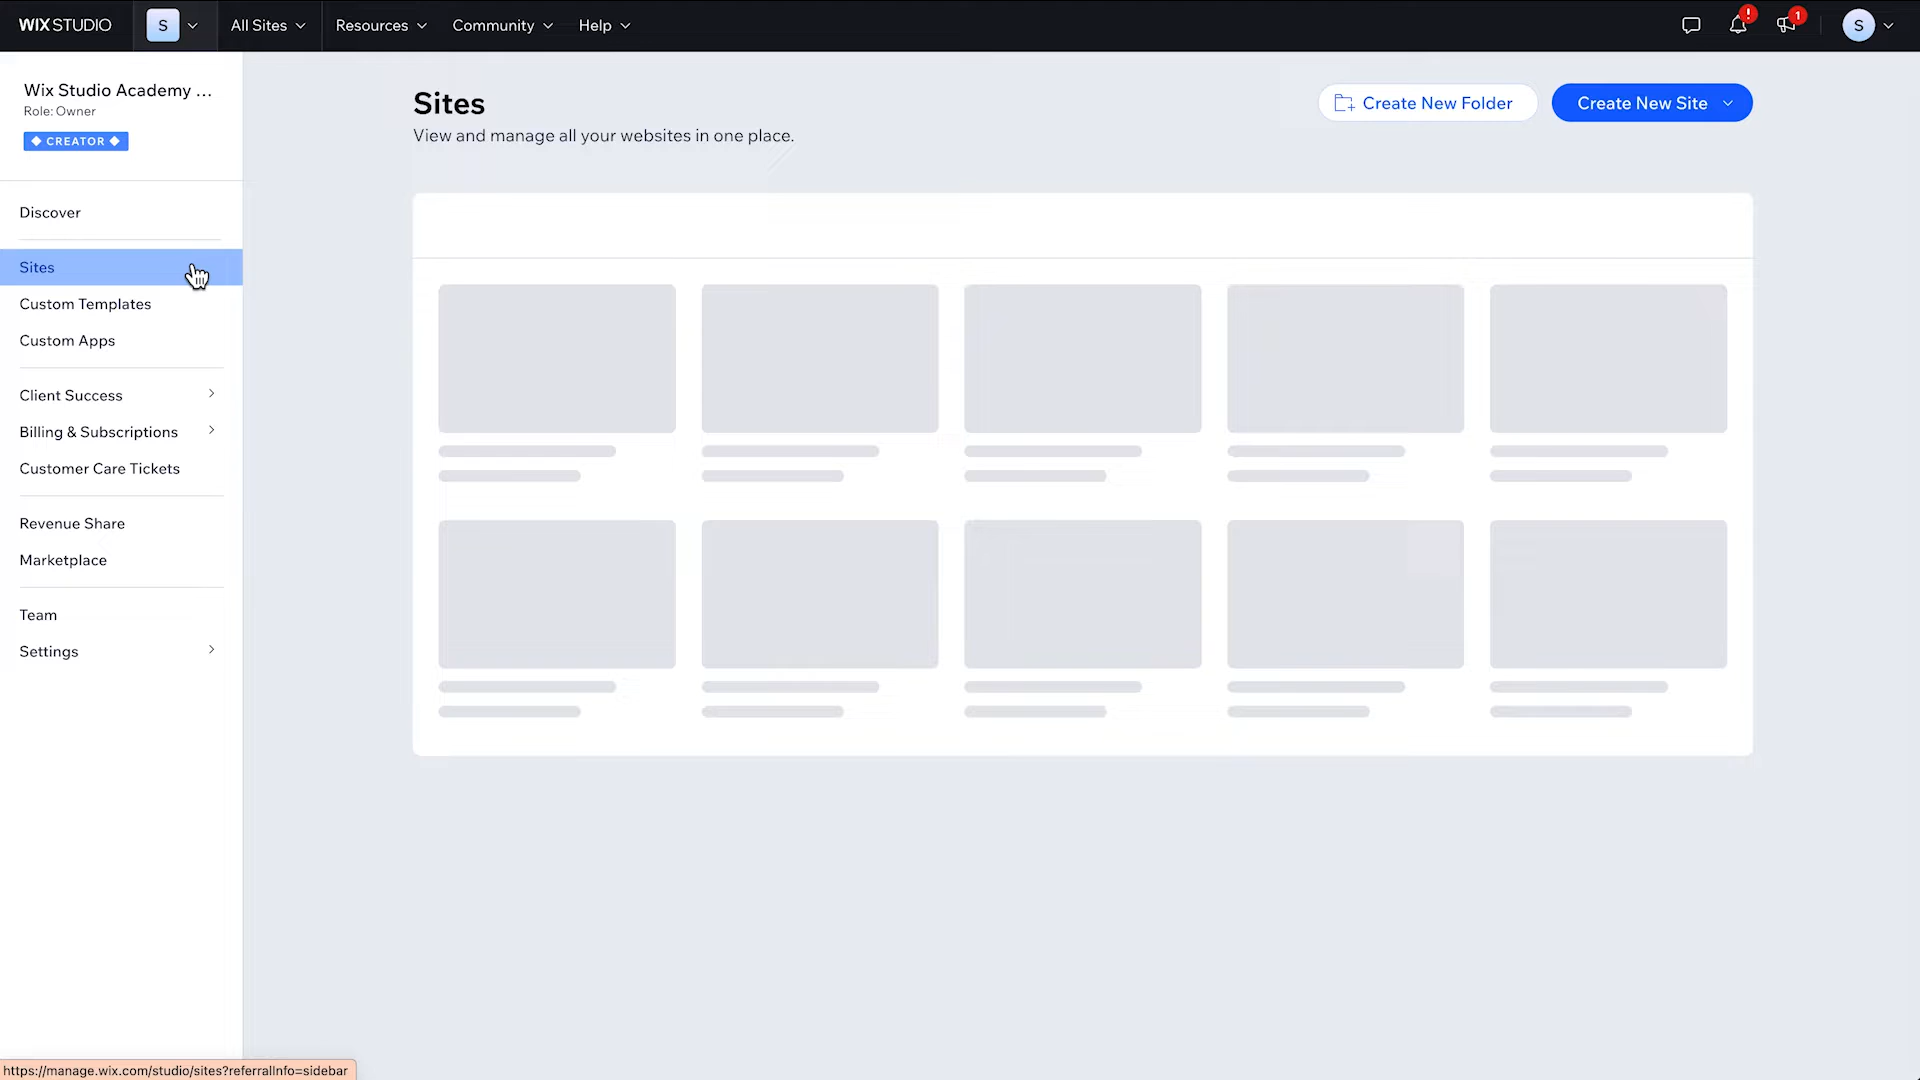 WIX STUDIO
S
All Sites
Resources
Community
Help
!
1
S
Wix Studio Academy ...
Role: Owner
CREATOR
Discover
Sites
Custom Templates
Custom Apps
Client Success
Billing & Subscriptions
Customer Care Tickets
Revenue Share
Marketplace
Team
Settings
Sites
View and manage all your websites in one place.
Create New Folder
Create New Site
https://manage.wix.com/studio/sites?referralInfo=sidebar